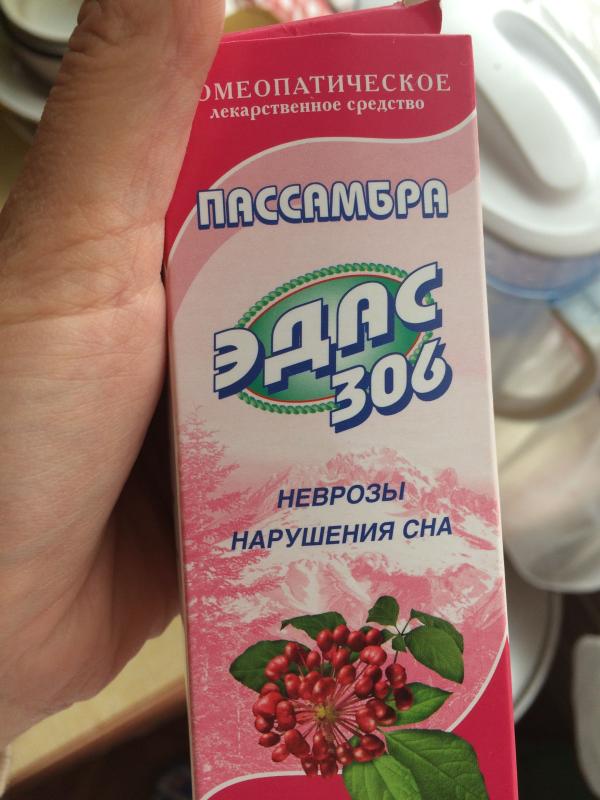 ОМЕОПАТИЧЕСКОЕ
лекарственное средство
ПАССАМБРА
ЭДАС
306
НЕВРОЗЫ
НАРУШЕНИЯ СНА